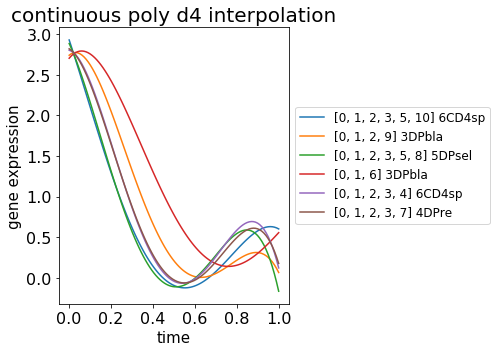 continuous poly d4 interpolation
gene expression
3.0
2.5
2.0
1.5
1.0
0.5
0.0
0.0 0.2 0.4 0.6 0.8 1.0
time
[0, 1, 2, 3, 5, 10] 6CD4sp
[0, 1, 2, 9] 3DPbla
[0, 1, 2, 3, 5, 8] 5DPsel
[0, 1, 6] 3DPbla
[0, 1, 2, 3, 4] 6CD4sp
[0, 1, 2, 3, 7] 4DPre